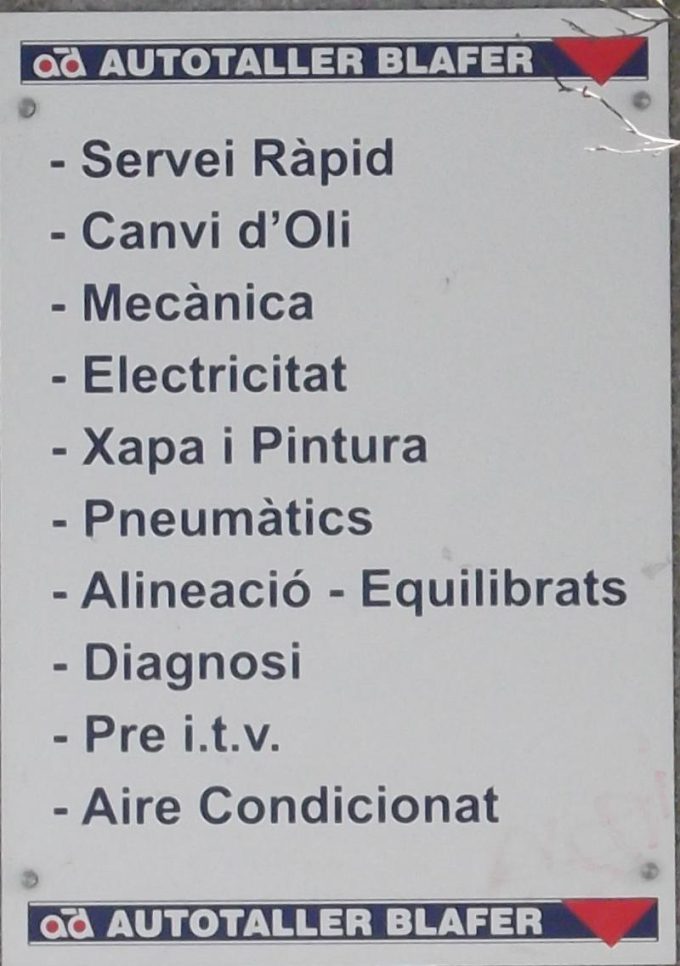 ad AUTOTALLER BLAFER
- Servei Ràpid
- Canvi d'Oli
- Mecànica
- Electricitat
- Xapa i Pintura
- Pneumàtics
- Alineació - Equilibrats
- Diagnosi
- Pre i.t.v.
- Aire Condicionat
ad AUTOTALLER BLAFER